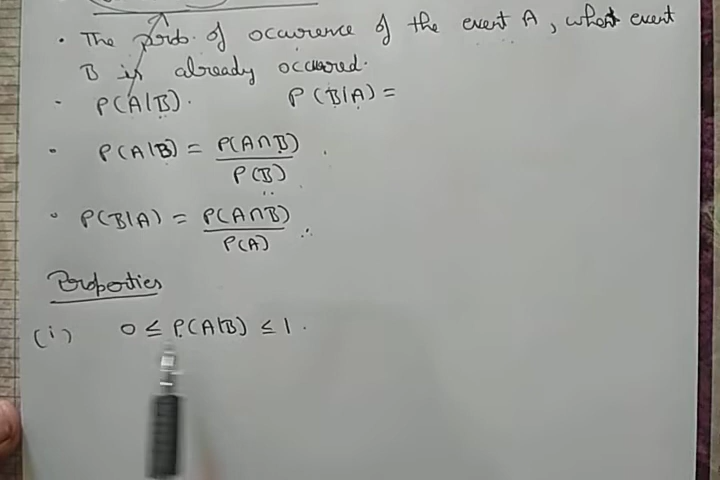 • The prob. of occurence of the event A, when event
B is already occured.
• P(A|B).        P(B|A) =
• P(A|B) = P(A∩B) / P(B)
• P(B|A) = P(A∩B) / P(A)
Properties
(i) 0 ≤ P(A|B) ≤ 1.